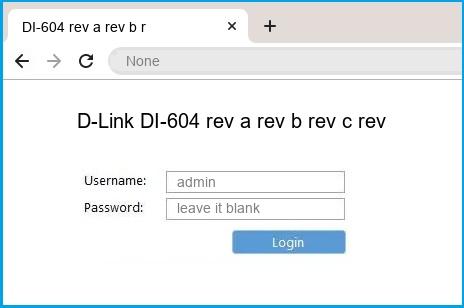 DI-604 rev a rev b r
None
D-Link DI-604 rev a rev b rev c rev
Username: admin
Password: leave it blank
Login